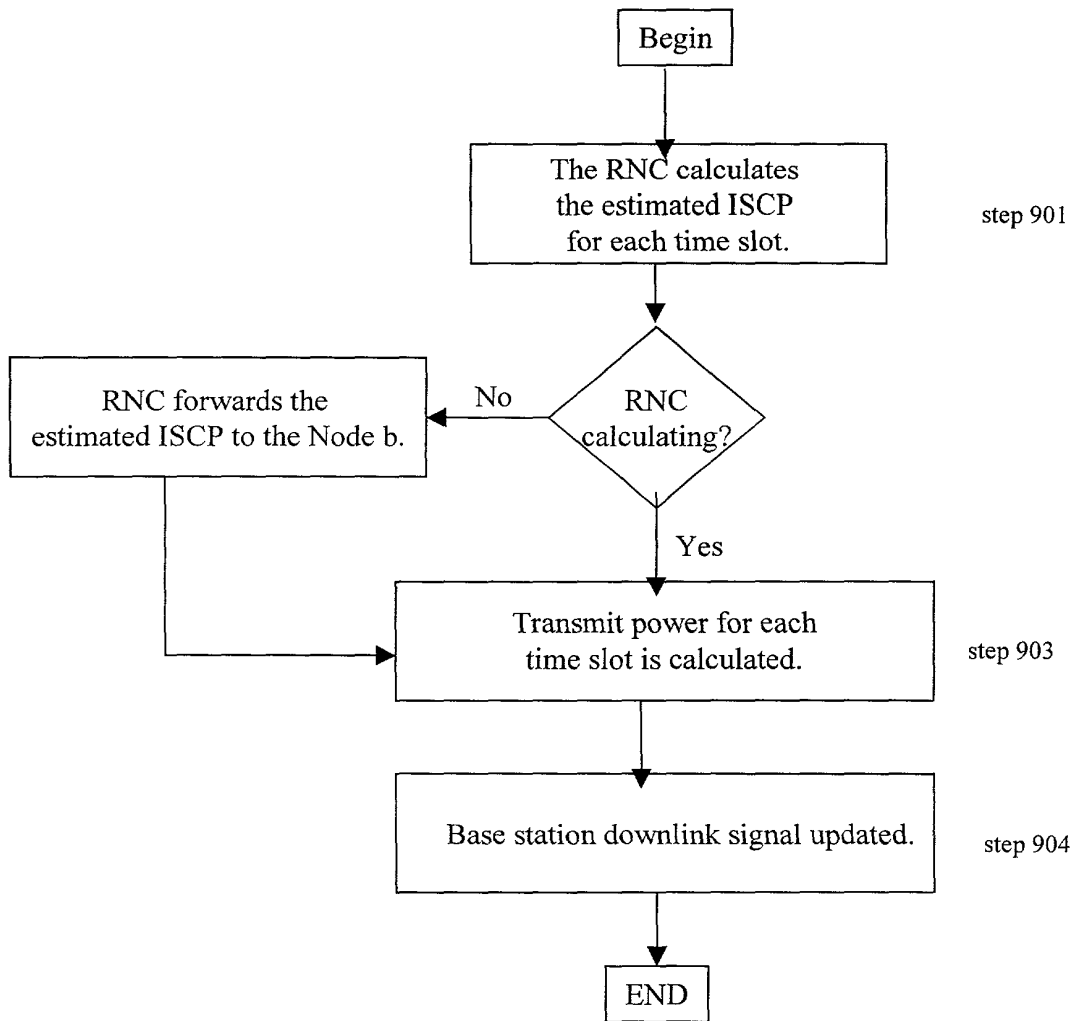 Begin
The RNC calculates
the estimated ISCP
for each time slot.
step 901
RNC
calculating?
No
RNC forwards the
estimated ISCP to the Node b.
Yes
Transmit power for each
time slot is calculated.
step 903
Base station downlink signal updated.
step 904
END